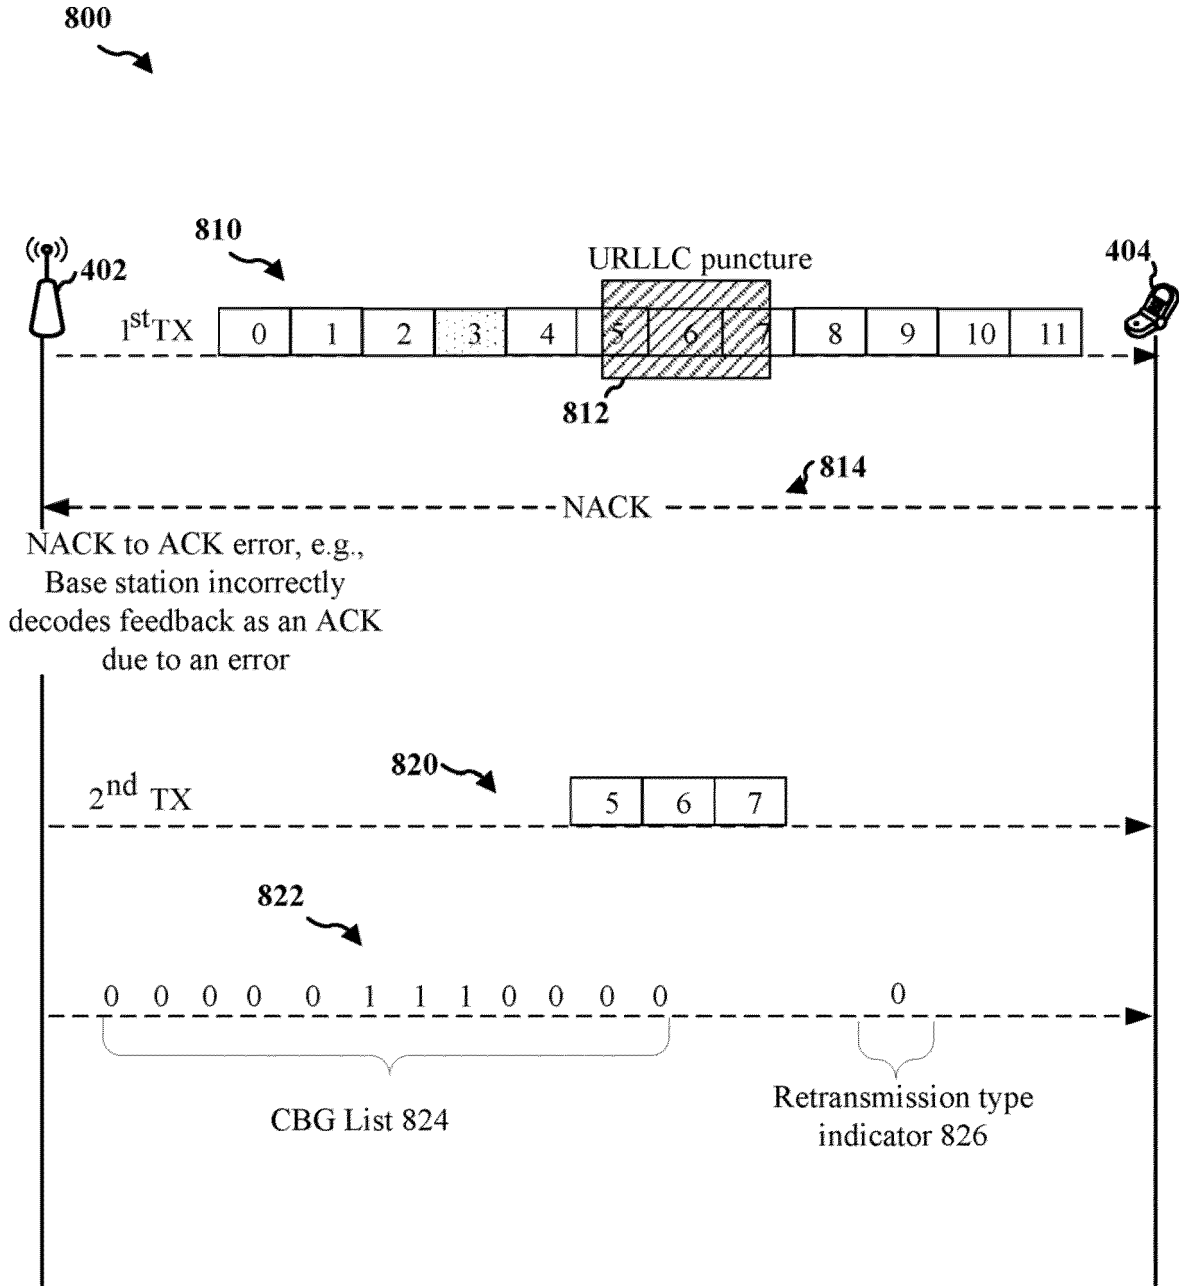 800
810
URLLC puncture
404
402
1st TX
0 1 2 3 4 5 6 7 8 9 10 11
812
814
NACK
NACK to ACK error, e.g.,
Base station incorrectly
decodes feedback as an ACK
due to an error
820
2nd TX
5 6 7
822
0 0 0 0 0 1 1 1 0 0 0 0
0
CBG List 824
Retransmission type
indicator 826